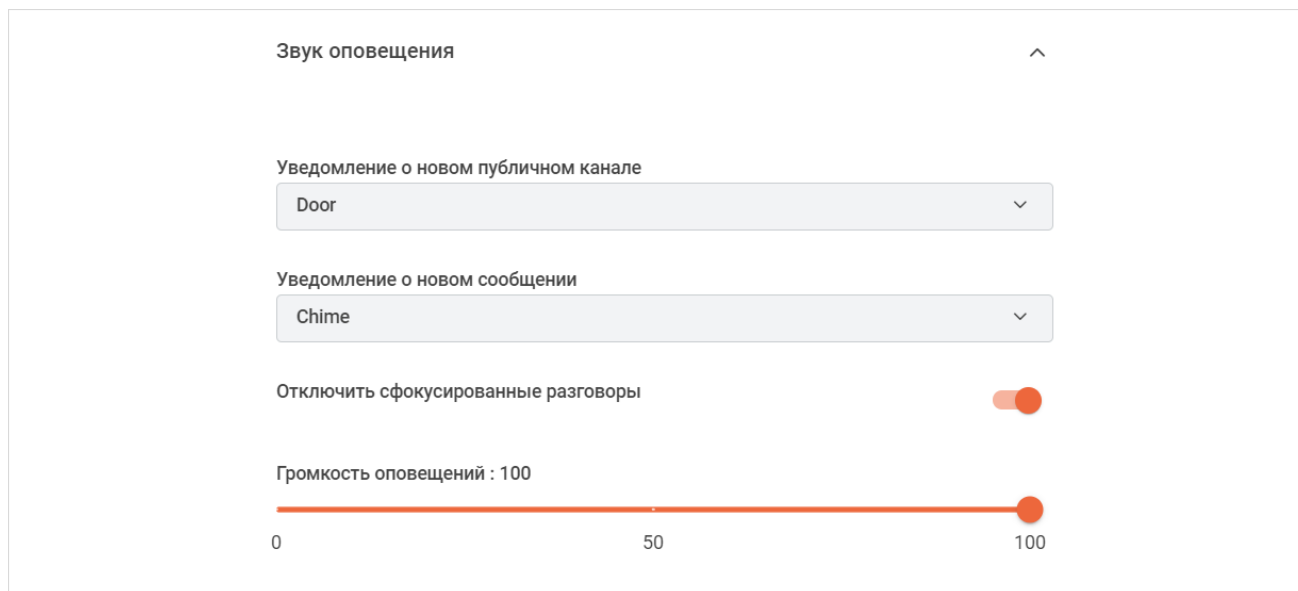 Звук оповещения
Уведомление о новом публичном канале
Door
Уведомление о новом сообщении
Chime
Отключить сфокусированные разговоры
Громкость оповещений : 100
0 50 100